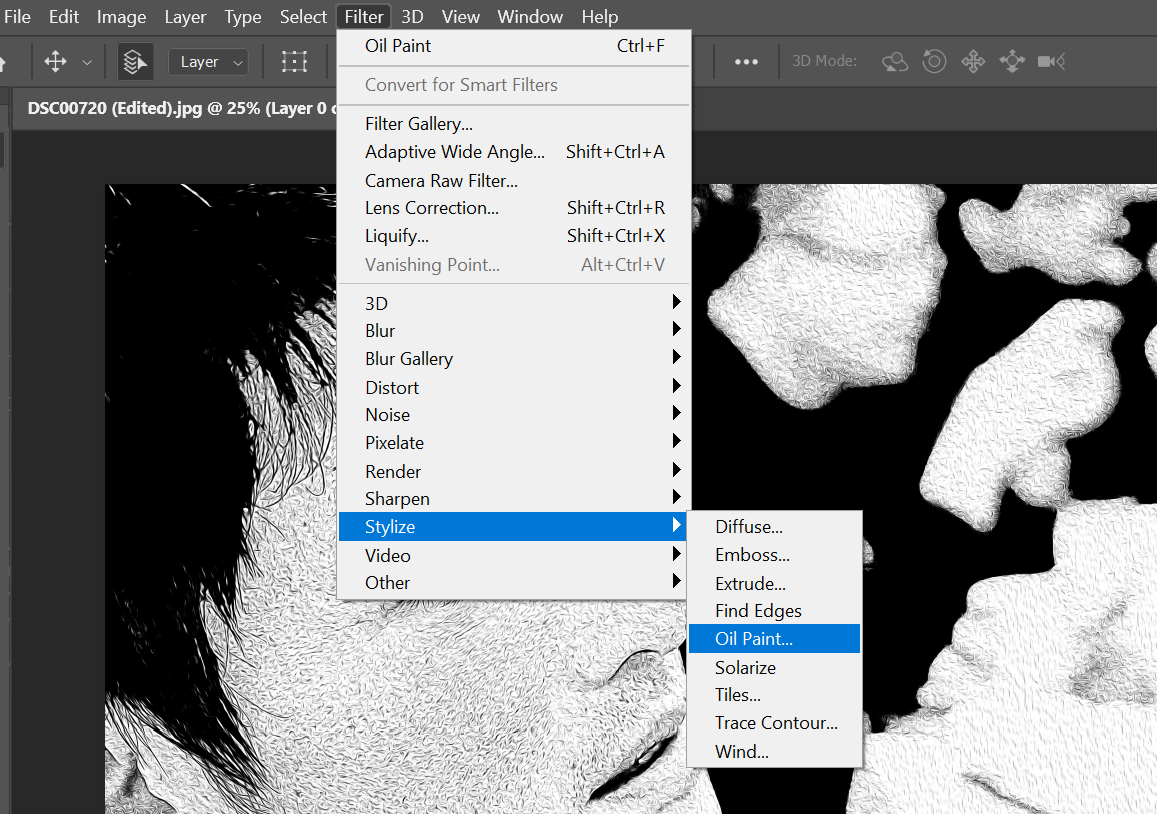 File Edit Image Layer Type Select Filter 3D View Window Help
Layer
3D Mode:
DSC00720 (Edited).jpg @ 25% (Layer 0 c
Oil Paint Ctrl+F
Convert for Smart Filters
Filter Gallery...
Adaptive Wide Angle... Shift+Ctrl+A
Camera Raw Filter...
Lens Correction... Shift+Ctrl+R
Liquify... Shift+Ctrl+X
Vanishing Point... Alt+Ctrl+V
3D
Blur
Blur Gallery
Distort
Noise
Pixelate
Render
Sharpen
Stylize
Video
Other
Diffuse...
Emboss...
Extrude...
Find Edges
Oil Paint...
Solarize
Tiles...
Trace Contour...
Wind...